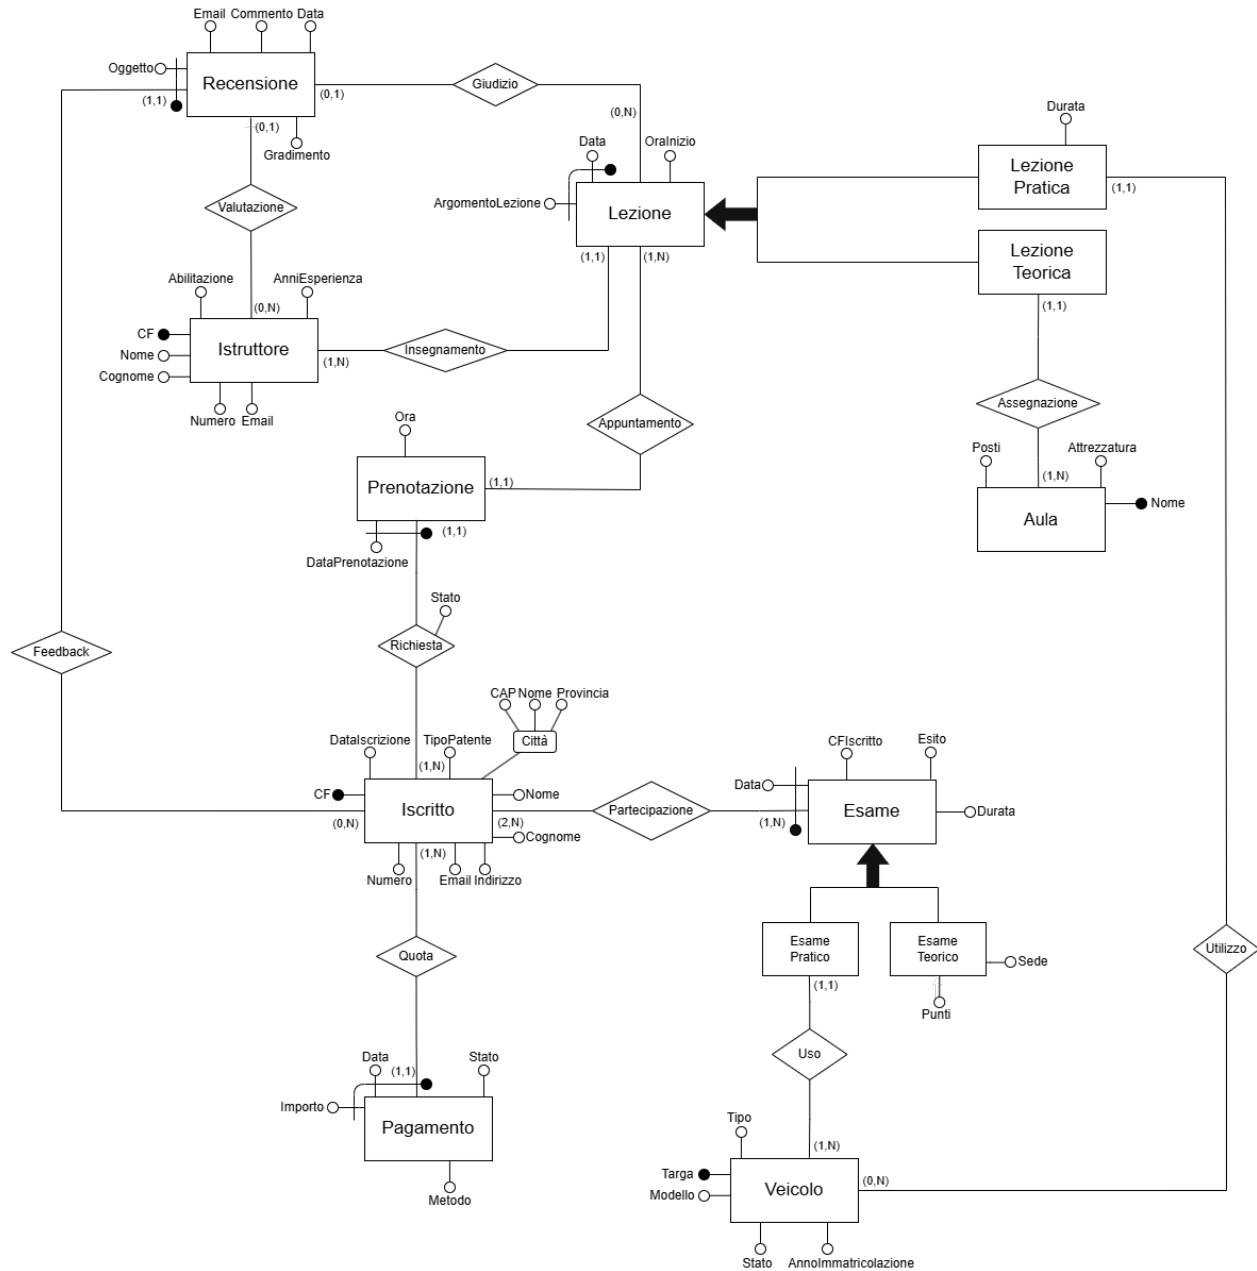 Email Commento Data
Oggetto
Recensione
(1,1)
(0,1)
(0,1)
Gradimento
Giudizio
(0,N)
Data
OraInizio
ArgomentoLezione
Lezione
(1,1)
(1,N)
Durata
Lezione
Pratica
(1,1)
Lezione
Teorica
(1,1)
Valutazione
Abilitazione
AnniEsperienza
(0,N)
CF
Nome
Cognome
Istruttore
(1,N)
Numero Email
Insegnamento
Appuntamento
Assegnazione
Ora
Prenotazione
(1,1)
(1,1)
DataPrenotazione
Posti
Attrezzatura
(1,N)
Aula
Nome
Stato
Richiesta
Feedback
CAP Nome Provincia
Città
DataIscrizione
TipoPatente
(1,N)
CF
Iscritto
Nome
(0,N)
(2,N)
Cognome
(1,N)
Numero
Email Indirizzo
Partecipazione
CFIscritto
Esito
Data
Esame
Durata
(1,N)
Esame
Pratico
(1,1)
Esame
Teorico
Sede
Punti
Utilizzo
Quota
Uso
Data
Stato
(1,1)
Importo
Pagamento
Metodo
Tipo
(1,N)
Targa
Modello
Veicolo
(0,N)
Stato
AnnoImmatricolazione